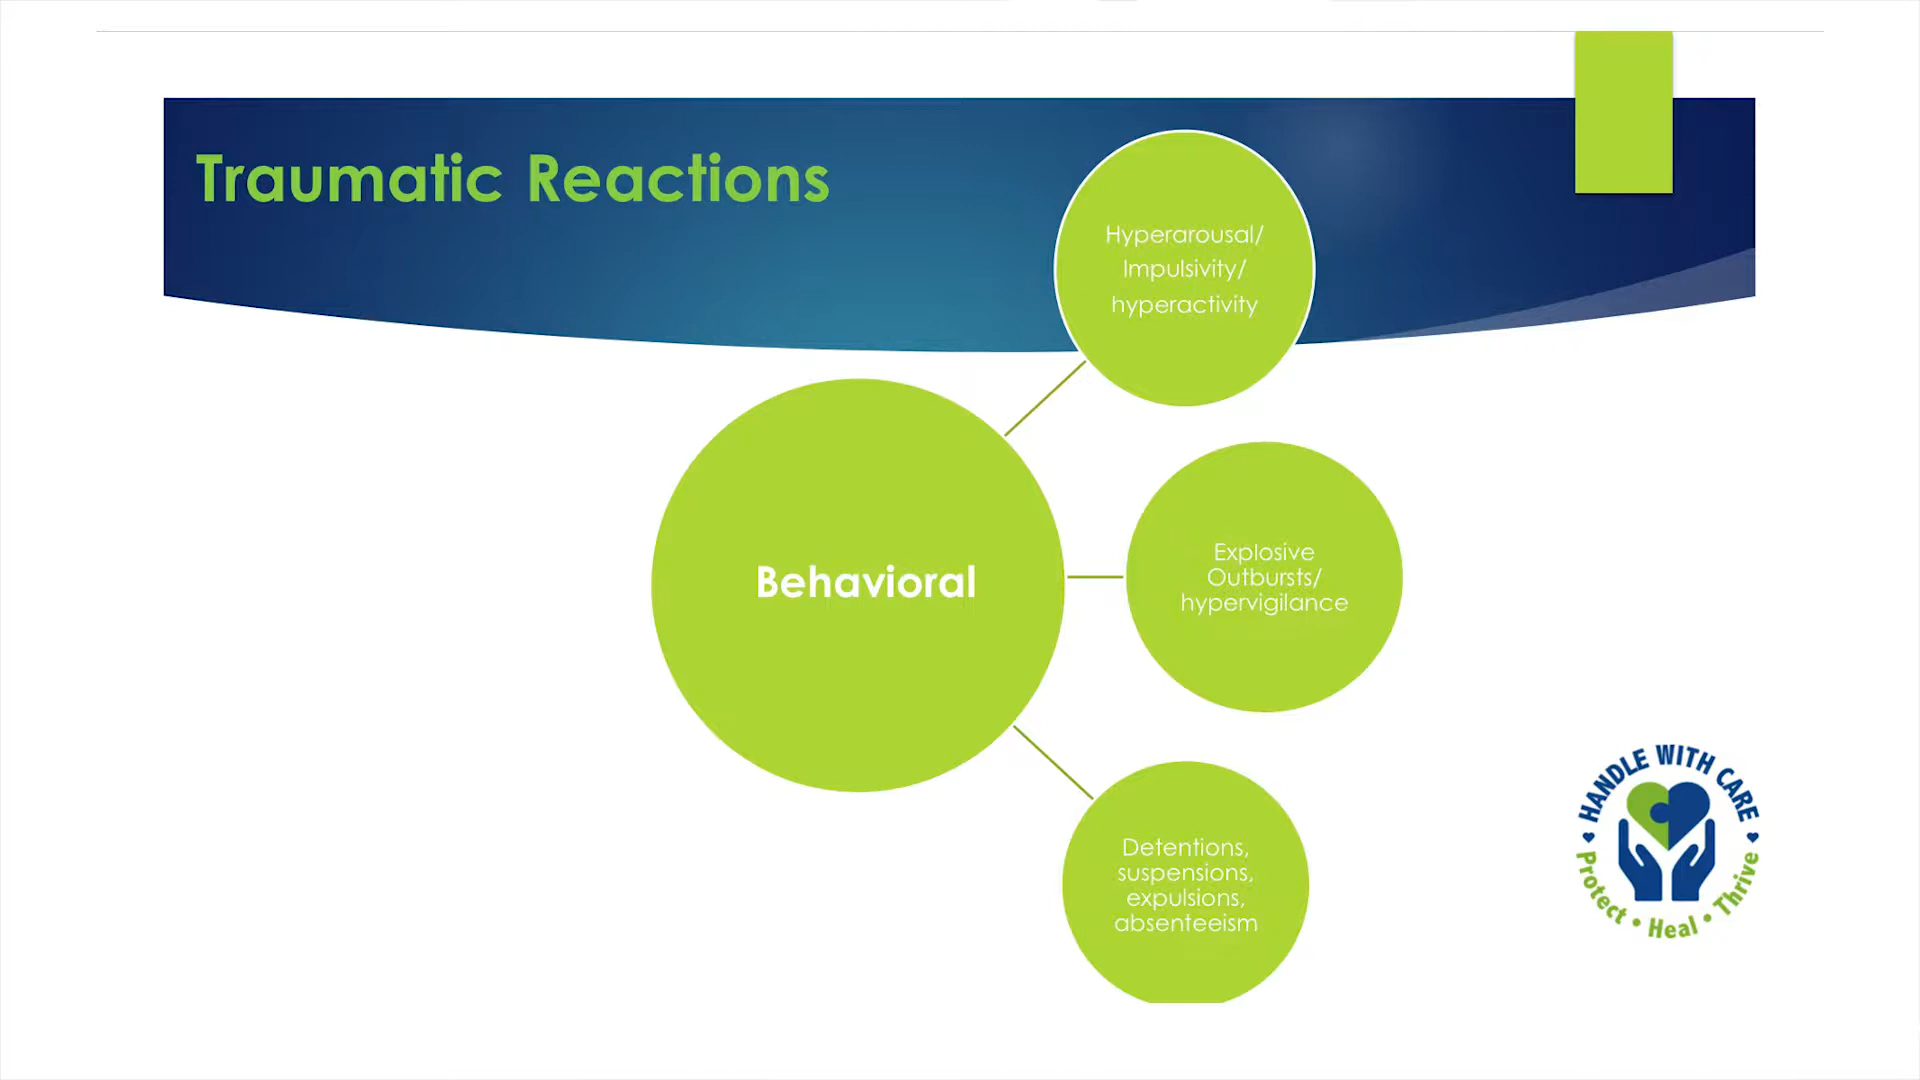 Traumatic Reactions
Hyperarousal/
Impulsivity/
hyperactivity
Behavioral
Explosive
Outbursts/
hypervigilance
Detentions,
suspensions,
expulsions,
absenteeism
HANDLE WITH CARE
Protect • Heal • Thrive